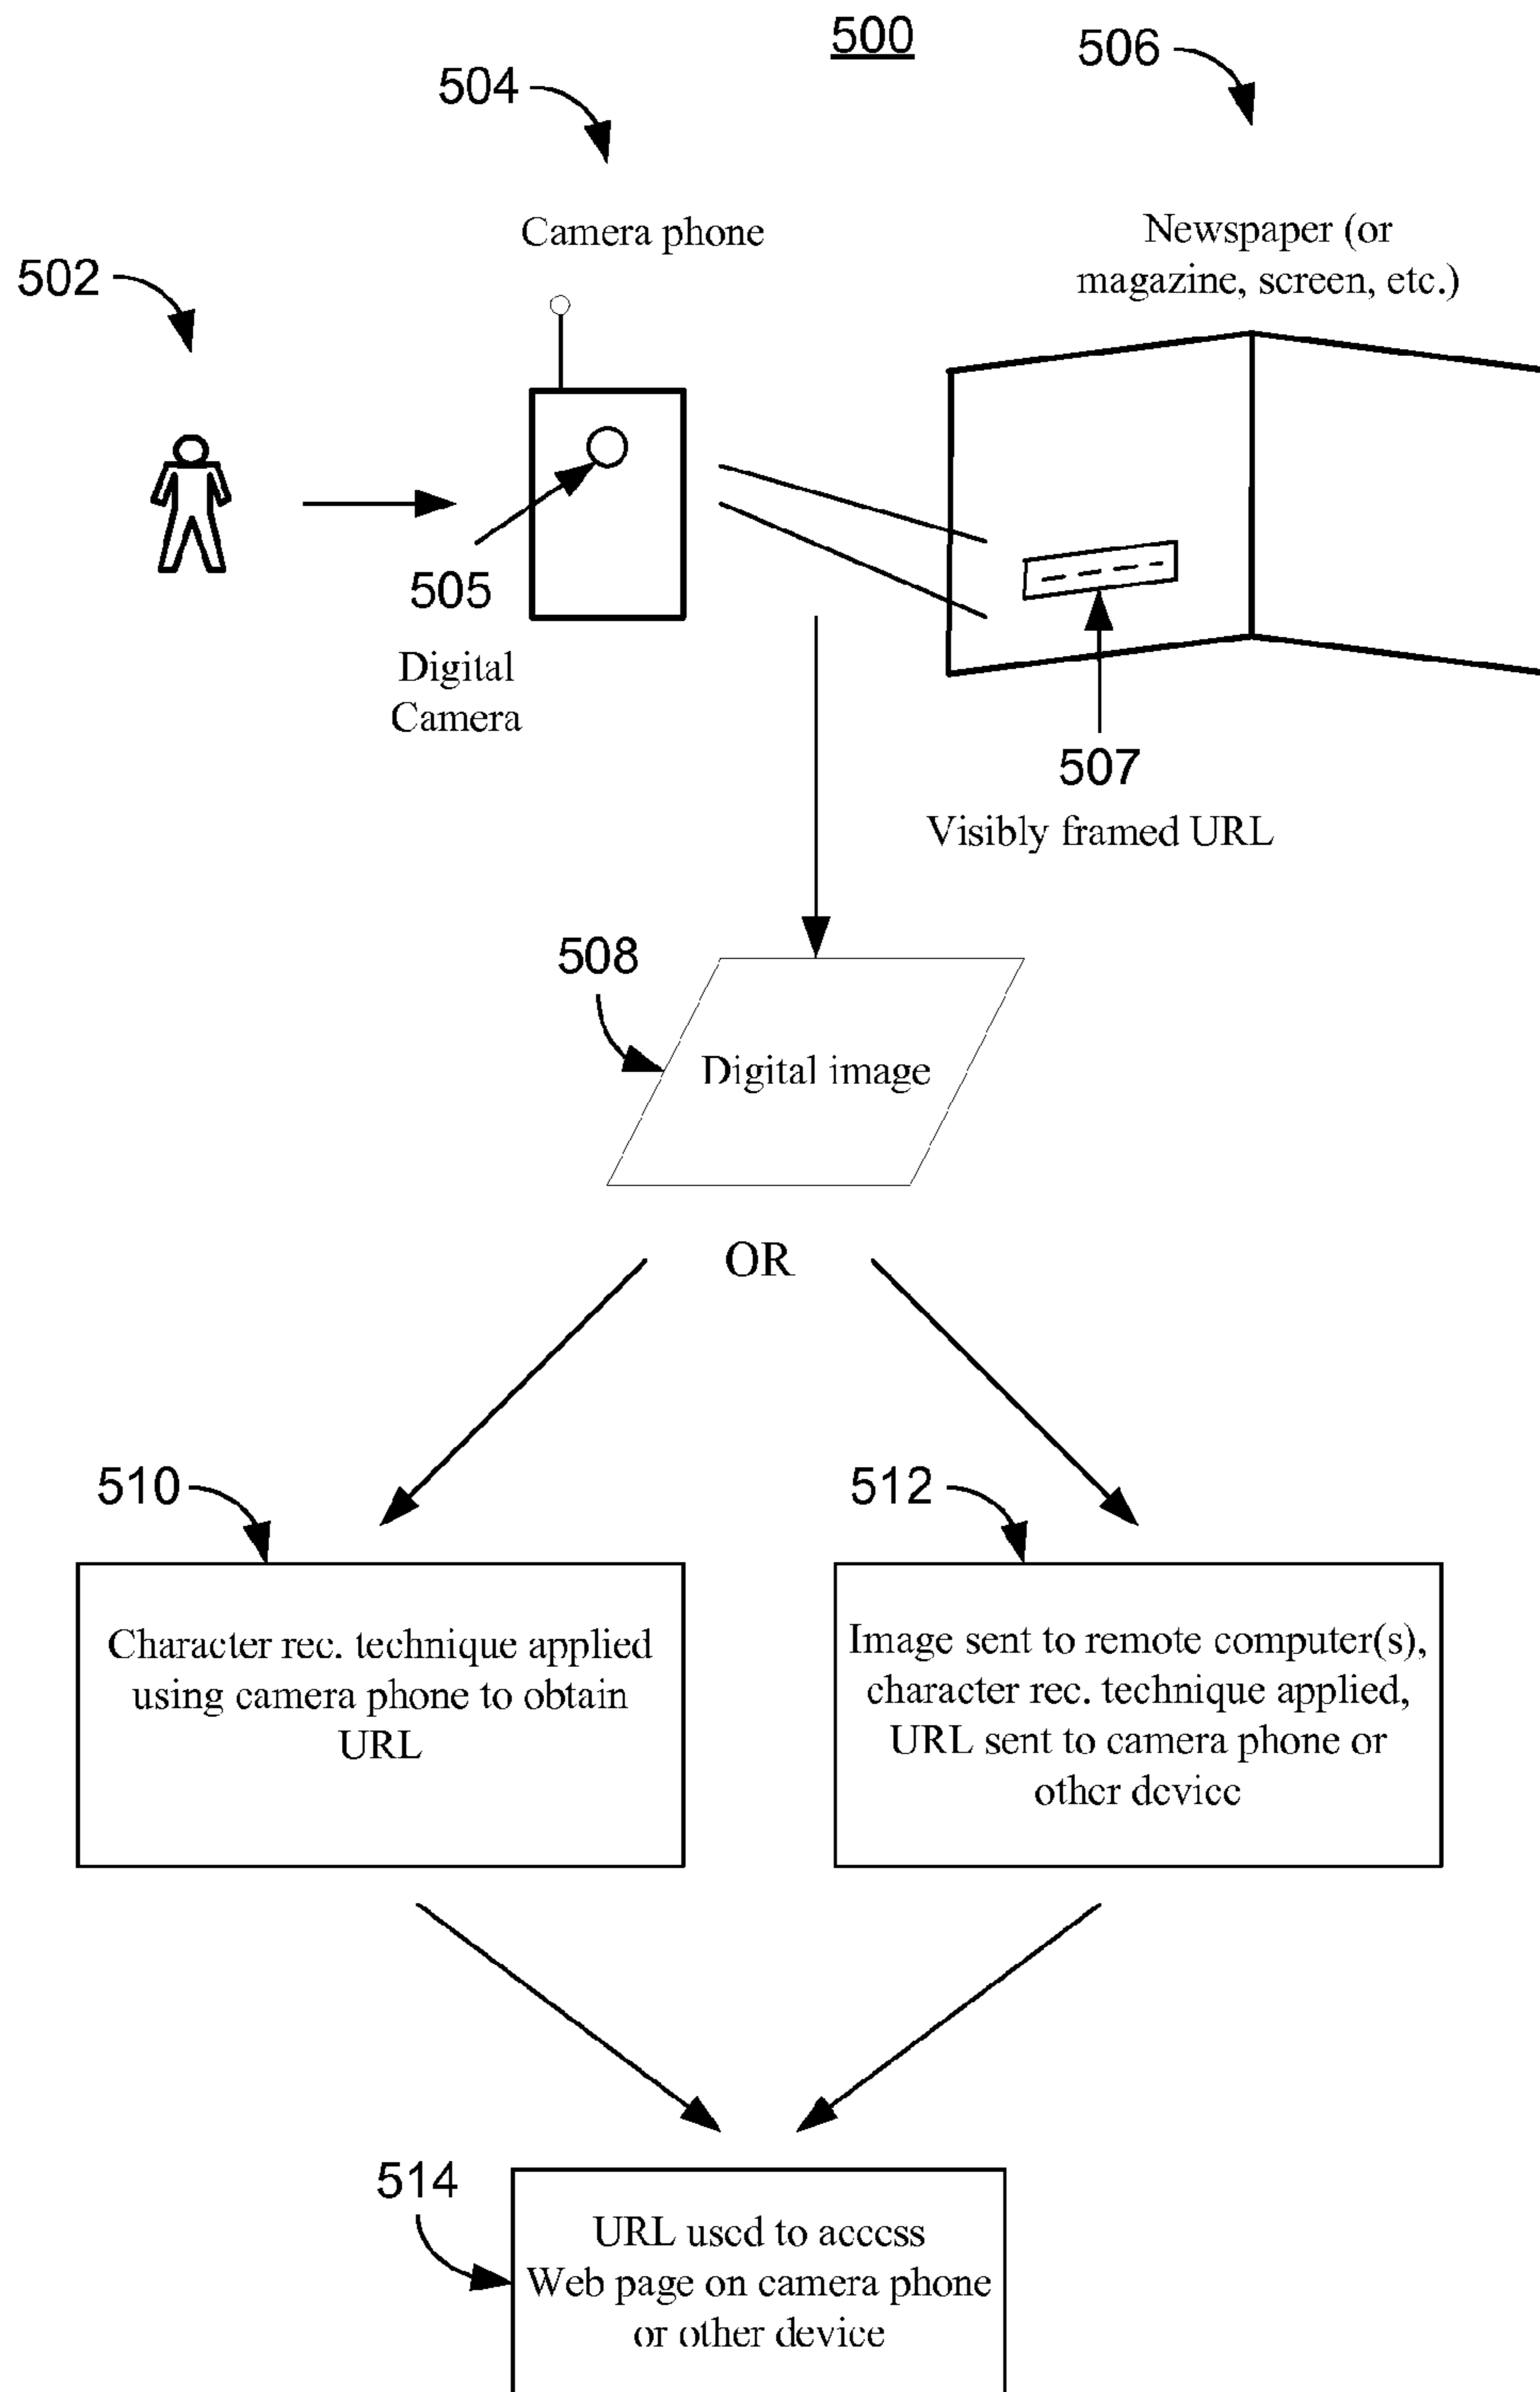 500
506
504
Camera phone
Newspaper (or
magazine, screen, etc.)
502
505
Digital
Camera
507
Visibly framed URL
508
Digital image
OR
510
512
Character rec. technique applied
using camera phone to obtain
URL
Image sent to remote computer(s),
character rec. technique applied,
URL sent to camera phone or
other device
514
URL used to access
Web page on camera phone
or other device